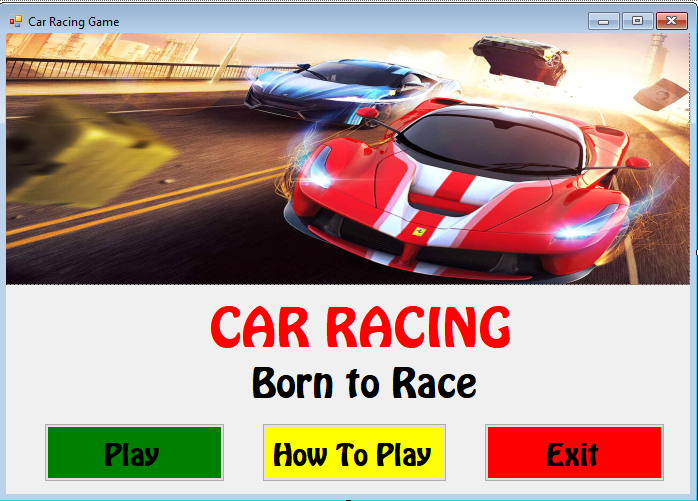 Car Racing Game
CAR RACING
Born to Race
Play
How To Play
Exit